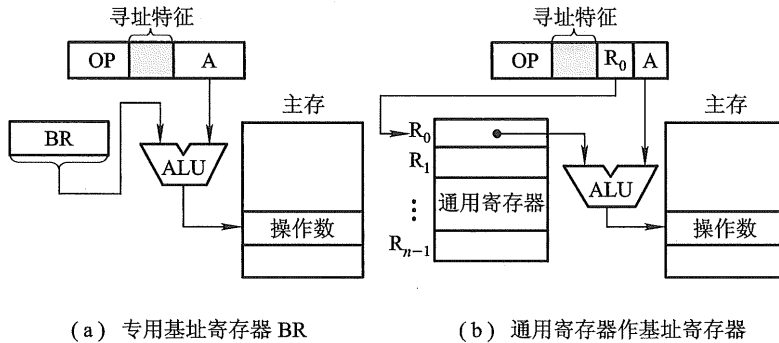 寻址特征
OP A
主存
BR
ALU
操作数
(a) 专用基址寄存器 BR
寻址特征
OP R₀ A
主存
R₀
R₁
⋮
Rₙ₋₁
通用寄存器
ALU
操作数
(b) 通用寄存器作基址寄存器